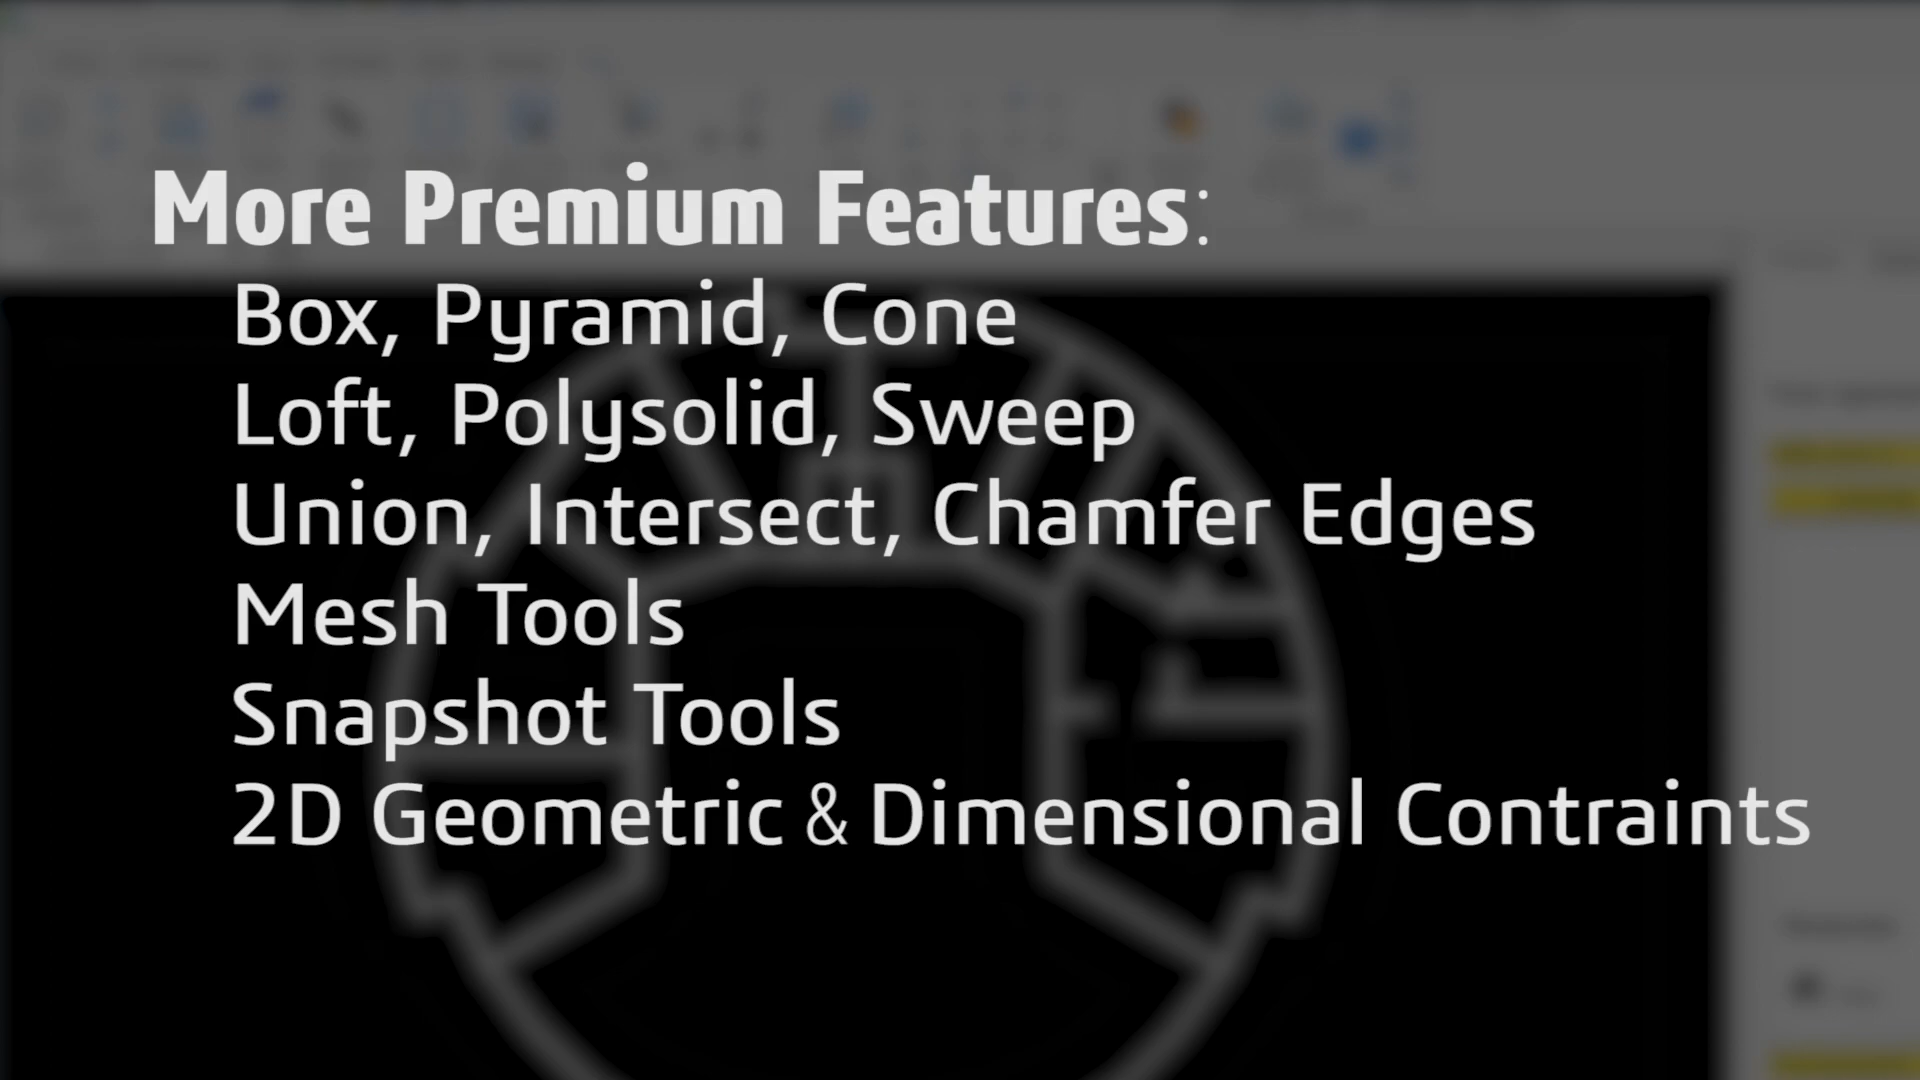 More Premium Features:
Box, Pyramid, Cone
Loft, Polysolid, Sweep
Union, Intersect, Chamfer Edges
Mesh Tools
Snapshot Tools
2D Geometric & Dimensional Contraints